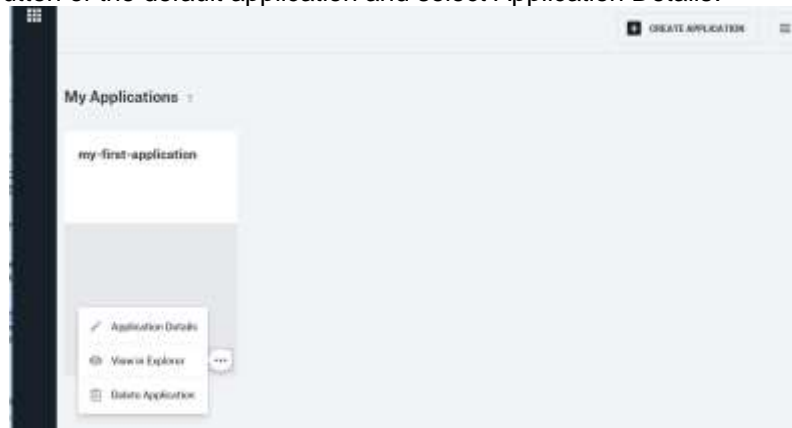 of the default application and select Application Details.
CREATE APPLICATION
My Applications
my-first-application
Application Details
View in Explorer
Delete Application